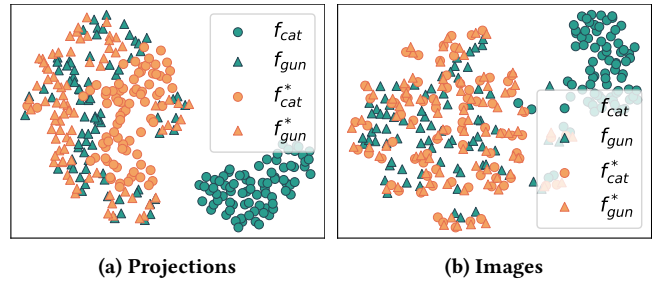 f_cat
f_gun
f*_cat
f*_gun
f_cat
f_gun
f*_cat
f*_gun
(a) Projections
(b) Images